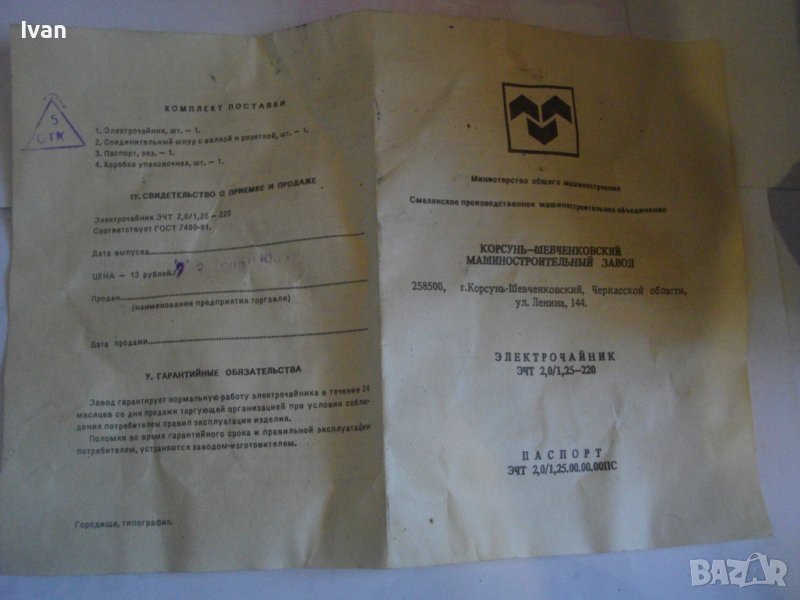 Ivan
5
ОТК
КОМПЛЕКТ ПОСТАВКИ
1. Электрочайник, шт. — 1.
2. Соединительный шнур с вилкой и розеткой, шт. — 1.
3. Паспорт, экз. — 1.
4. Коробка упаковочная, шт. — 1.
1У. СВИДЕТЕЛЬСТВО О ПРИЕМКЕ И ПРОДАЖЕ
Электрочайник ЭЧТ 2,0/1,25—220
Соответствует ГОСТ 7400-81.
Дата выпуска
ЦЕНА — 13 рублей.
Продан
(наименование предприятия торговли)
Дата продажи
У. ГАРАНТИЙНЫЕ ОБЯЗАТЕЛЬСТВА
Завод гарантирует нормальную работу электрочайника в течение 24
месяцев со дня продажи торгующей организацией при условии соблю-
дения потребителем правил эксплуатации изделия.
Поломки во время гарантийного срока и правильной эксплуатации
потребителем, устраняются заводом-изготовителем.
Городище, типография.
Министерство общего машиностроения
Смелянское производственное машиностроительное объединение
КОРСУНЬ—ШЕВЧЕНКОВСКИЙ
МАШИНОСТРОИТЕЛЬНЫЙ ЗАВОД
258500, г.Корсунь-Шевченковский, Черкасской области,
ул. Ленина, 144.
ЭЛЕКТРОЧАЙНИК
ЭЧТ 2,0/1,25—220
ПАСПОРТ
ЭЧТ 2,0/1,25.00.00.00ПС
BAZAR